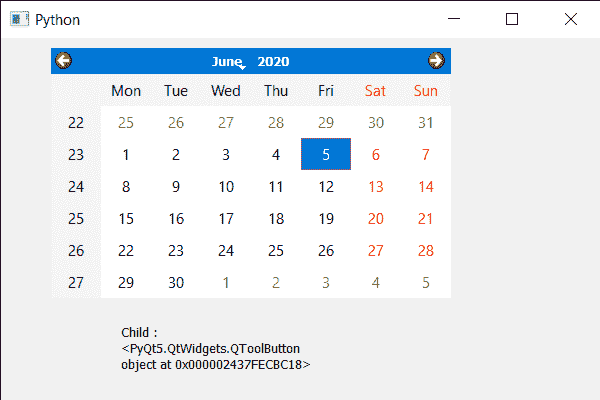 Python
June 2020
Mon Tue Wed Thu Fri Sat Sun
22 25 26 27 28 29 30 31
23 1 2 3 4 5 6 7
24 8 9 10 11 12 13 14
25 15 16 17 18 19 20 21
26 22 23 24 25 26 27 28
27 29 30 1 2 3 4 5
Child :
<PyQt5.QtWidgets.QToolButton
object at 0x000002437FECBC18>